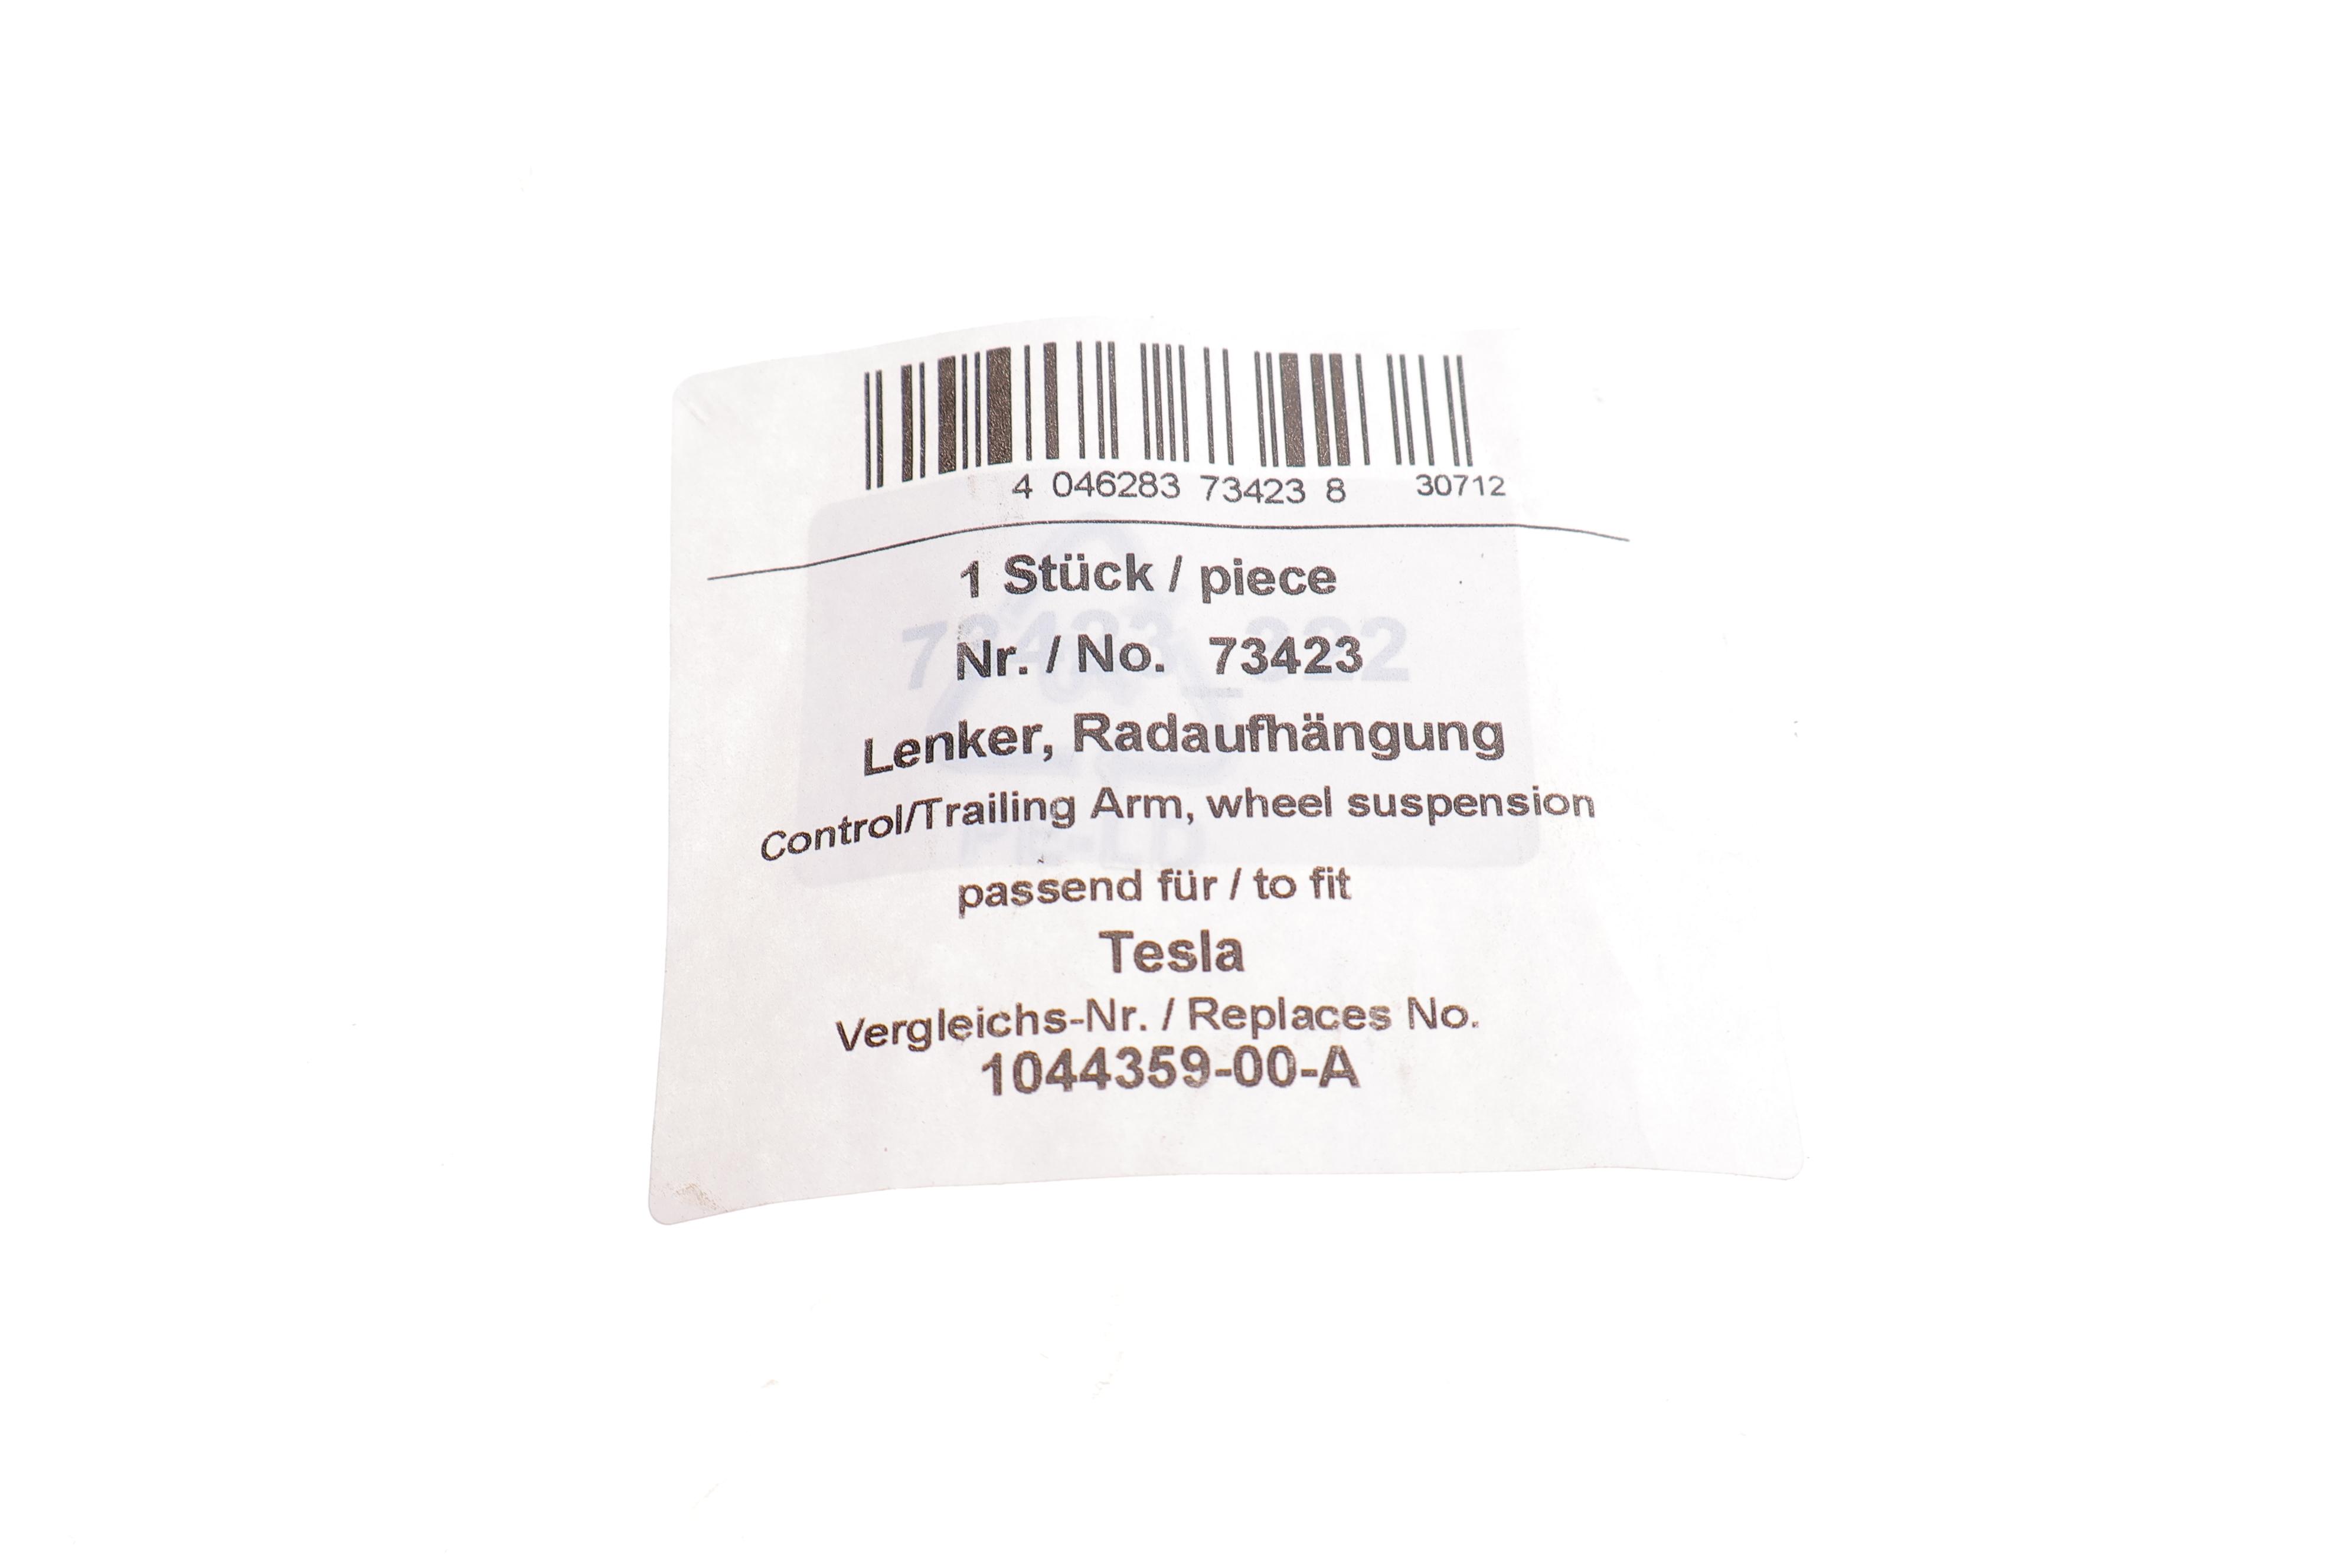 4 046283 73423 8 30712
1 Stück / piece
Nr. / No. 73423
Lenker, Radaufhängung
Control/Trailing Arm, wheel suspension
passend für / to fit
Tesla
Vergleichs-Nr. / Replaces No.
1044359-00-A